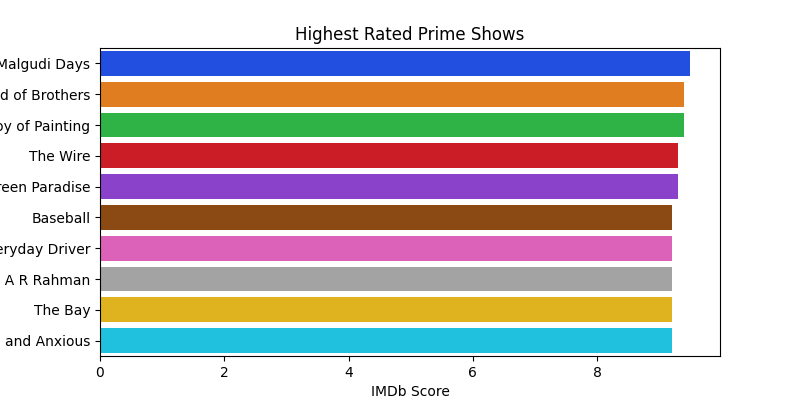 Highest Rated Prime Shows
Malgudi Days
d of Brothers
oy of Painting
The Wire
reen Paradise
Baseball
eryday Driver
A R Rahman
The Bay
and Anxious
0 2 4 6 8
IMDb Score